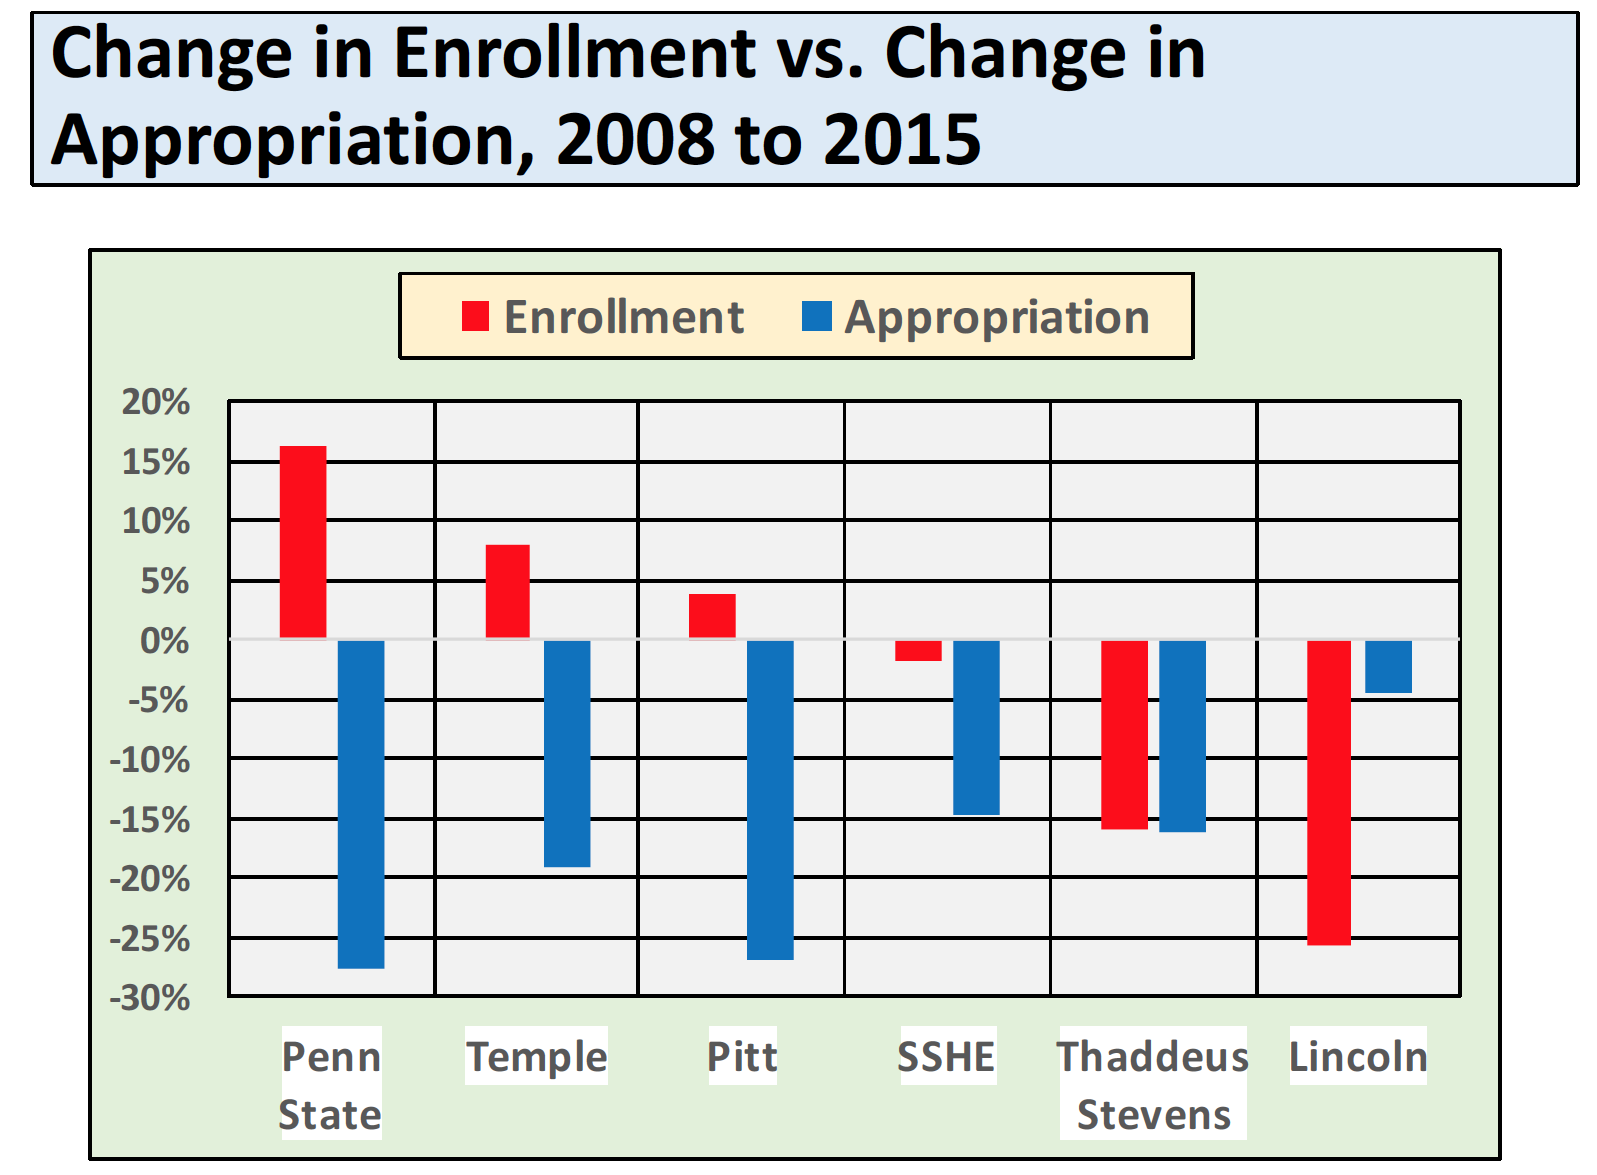 Change in Enrollment vs. Change in
Appropriation, 2008 to 2015
Enrollment Appropriation
20%
15%
10%
5%
0%
-5%
-10%
-15%
-20%
-25%
-30%
Penn State
Temple
Pitt
SSHE
Thaddeus Stevens
Lincoln